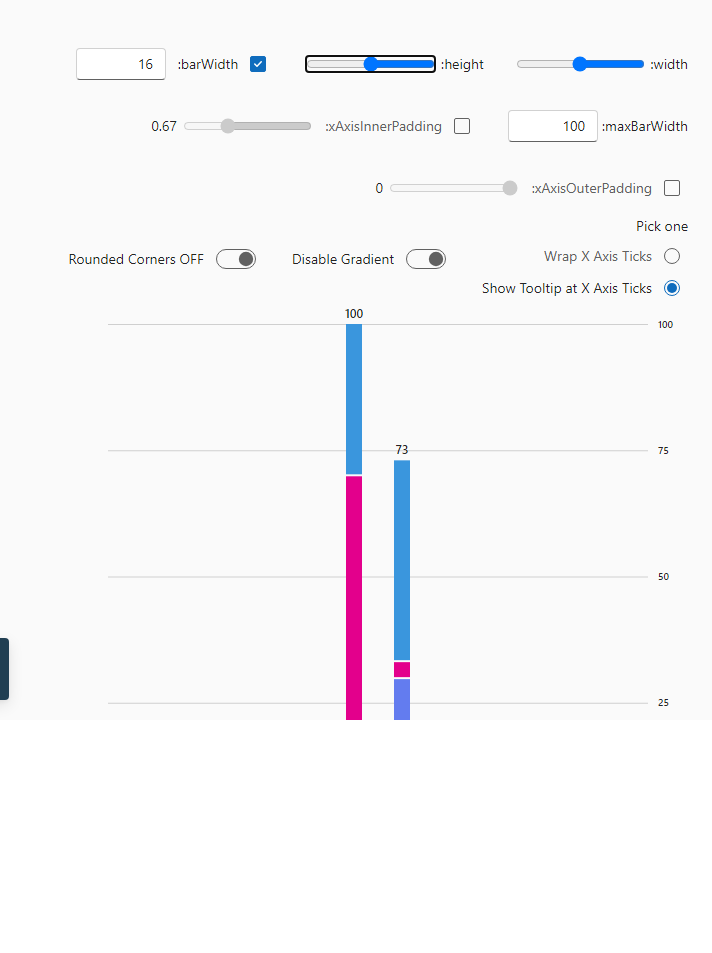 :width
:height
:barWidth
16
:maxBarWidth
100
:xAxisInnerPadding
0.67
:xAxisOuterPadding
0
Pick one
Wrap X Axis Ticks
Show Tooltip at X Axis Ticks
Disable Gradient
Rounded Corners OFF
100
100
73
75
50
25